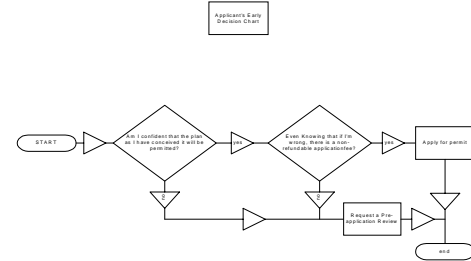 Applicant's Early
Decision Chart
START
Am I confident that the plan
as I have conceived it will be
permitted?
yes
Even Knowing that if I'm
wrong, there is a non-
refundable applicationfee?
yes
Apply for permit
no
no
Request a Pre-
application Review
end